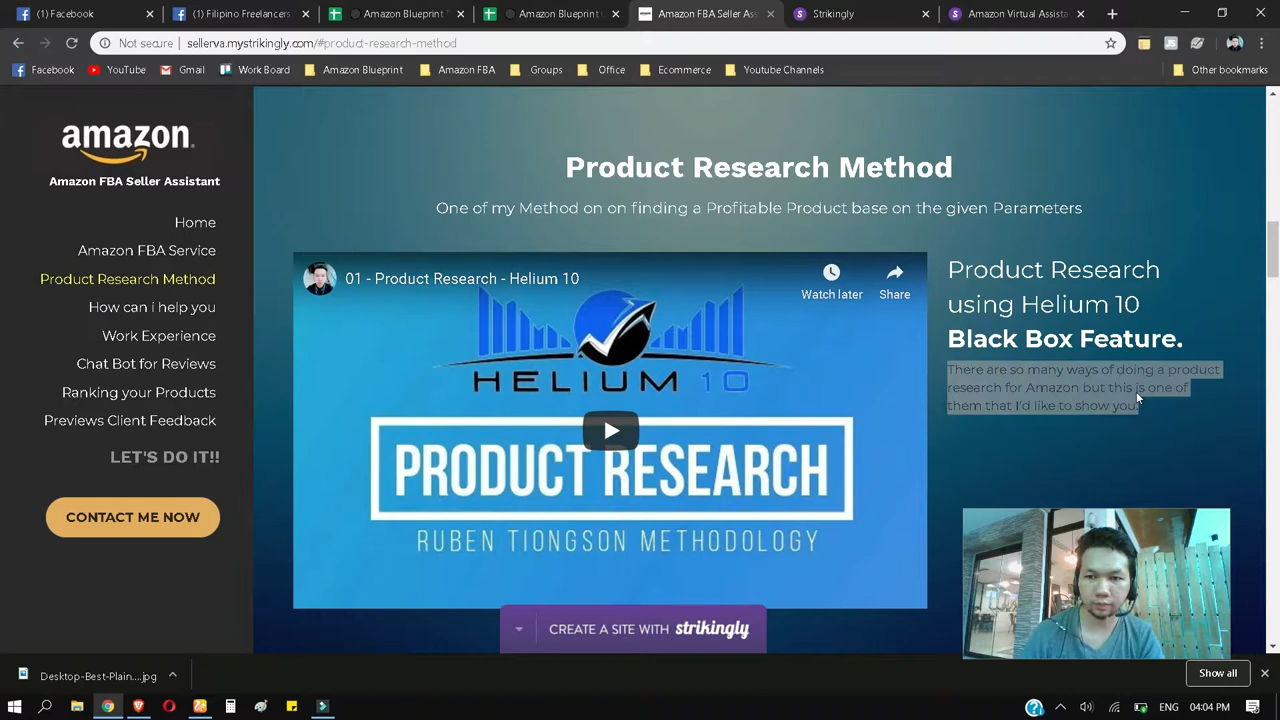 (1) Facebook
(1) Filipino Freelancers
Amazon Blueprint
Amazon Blueprint
Amazon FBA Seller Ass
Strikingly
Amazon Virtual Assista
Not secure
sellerva.mystrikingly.com/#product-research-method
Facebook
YouTube
Gmail
Work Board
Amazon Blueprint
Amazon FBA
Groups
Office
Ecommerce
Youtube Channels
Other bookmarks
amazon.
Amazon FBA Seller Assistant
Home
Amazon FBA Service
Product Research Method
How can i help you
Work Experience
Chat Bot for Reviews
Ranking your Products
Previews Client Feedback
LET'S DO IT!!
CONTACT ME NOW
Product Research Method
One of my Method on on finding a Profitable Product base on the given Parameters
01 - Product Research - Helium 10
Watch later
Share
HELIUM 10
PRODUCT RESEARCH
RUBEN TIONGSON METHODOLOGY
Product Research
using Helium 10
Black Box Feature.
There are so many ways of doing a product
research for Amazon but this is one of
them that I'd like to show you.
CREATE A SITE WITH strikingly
Desktop-Best-Plain....jpg
Show all
ENG
04:04 PM